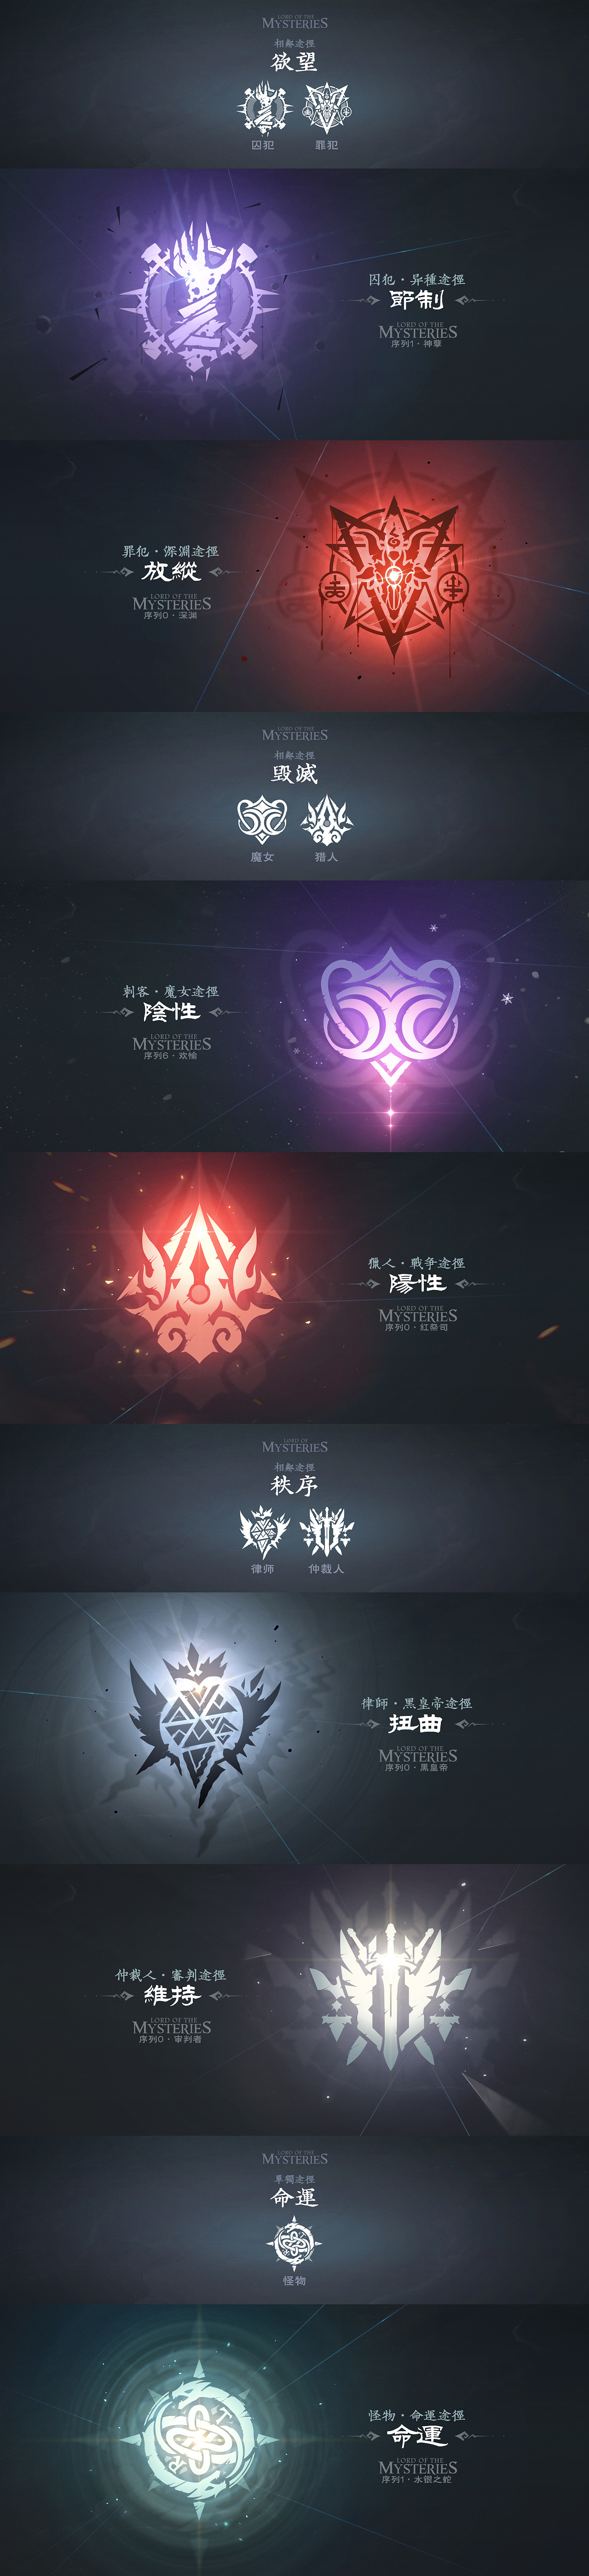 LORD OF THE
MYSTERIES
相鄰途徑
欲望
囚犯
罪犯
囚犯・异種途徑
節制
LORD OF THE
MYSTERIES
序列1・神孽
罪犯・深淵途徑
放縱
LORD OF THE
MYSTERIES
序列0・深渊
LORD OF THE
MYSTERIES
相鄰途徑
毀滅
魔女
猎人
刺客・魔女途徑
陰性
LORD OF THE
MYSTERIES
序列6・欢愉
獵人・戰爭途徑
陽性
LORD OF THE
MYSTERIES
序列0・紅祭司
LORD OF
MYSTERIES
相鄰途徑
秩序
律师
仲裁人
律師・黑皇帝途徑
扭曲
LORD OF THE
MYSTERIES
序列0・黑皇帝
仲裁人・審判途徑
維持
LORD OF THE
MYSTERIES
序列0・审判者
LORD OF THE
MYSTERIES
單獨途徑
命運
怪物
怪物・命運途徑
命運
LORD OF THE
MYSTERIES
序列1・水银之蛇